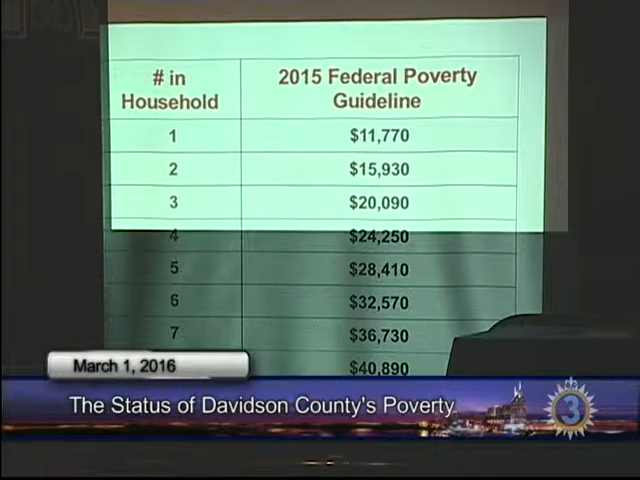 # in
Household
2015 Federal Poverty
Guideline
1 $11,770
2 $15,930
3 $20,090
4 $24,250
5 $28,410
6 $32,570
7 $36,730
$40,890
March 1, 2016
The Status of Davidson County's Poverty
3